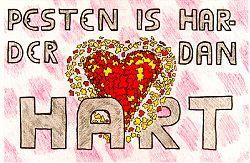 PESTEN IS HAR-
DER DAN
HART